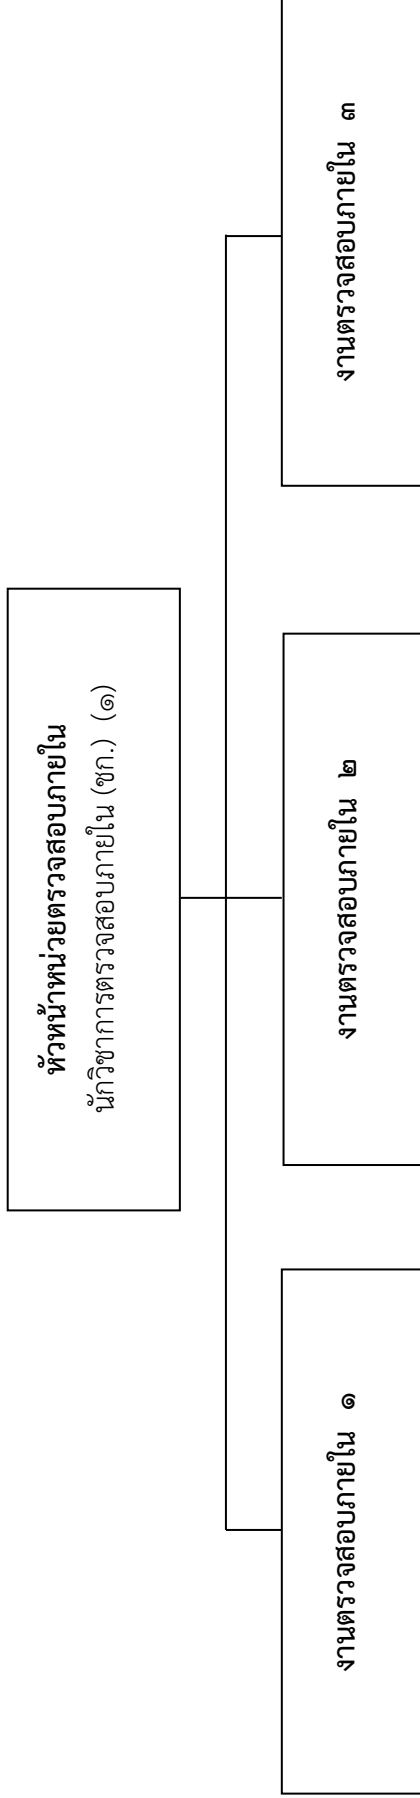 หัวหน้าหน่วยตรวจสอบภายใน
นักวิชาการตรวจสอบภายใน (ชก.) (๑)
งานตรวจสอบภายใน ๑
งานตรวจสอบภายใน ๒
งานตรวจสอบภายใน ๓